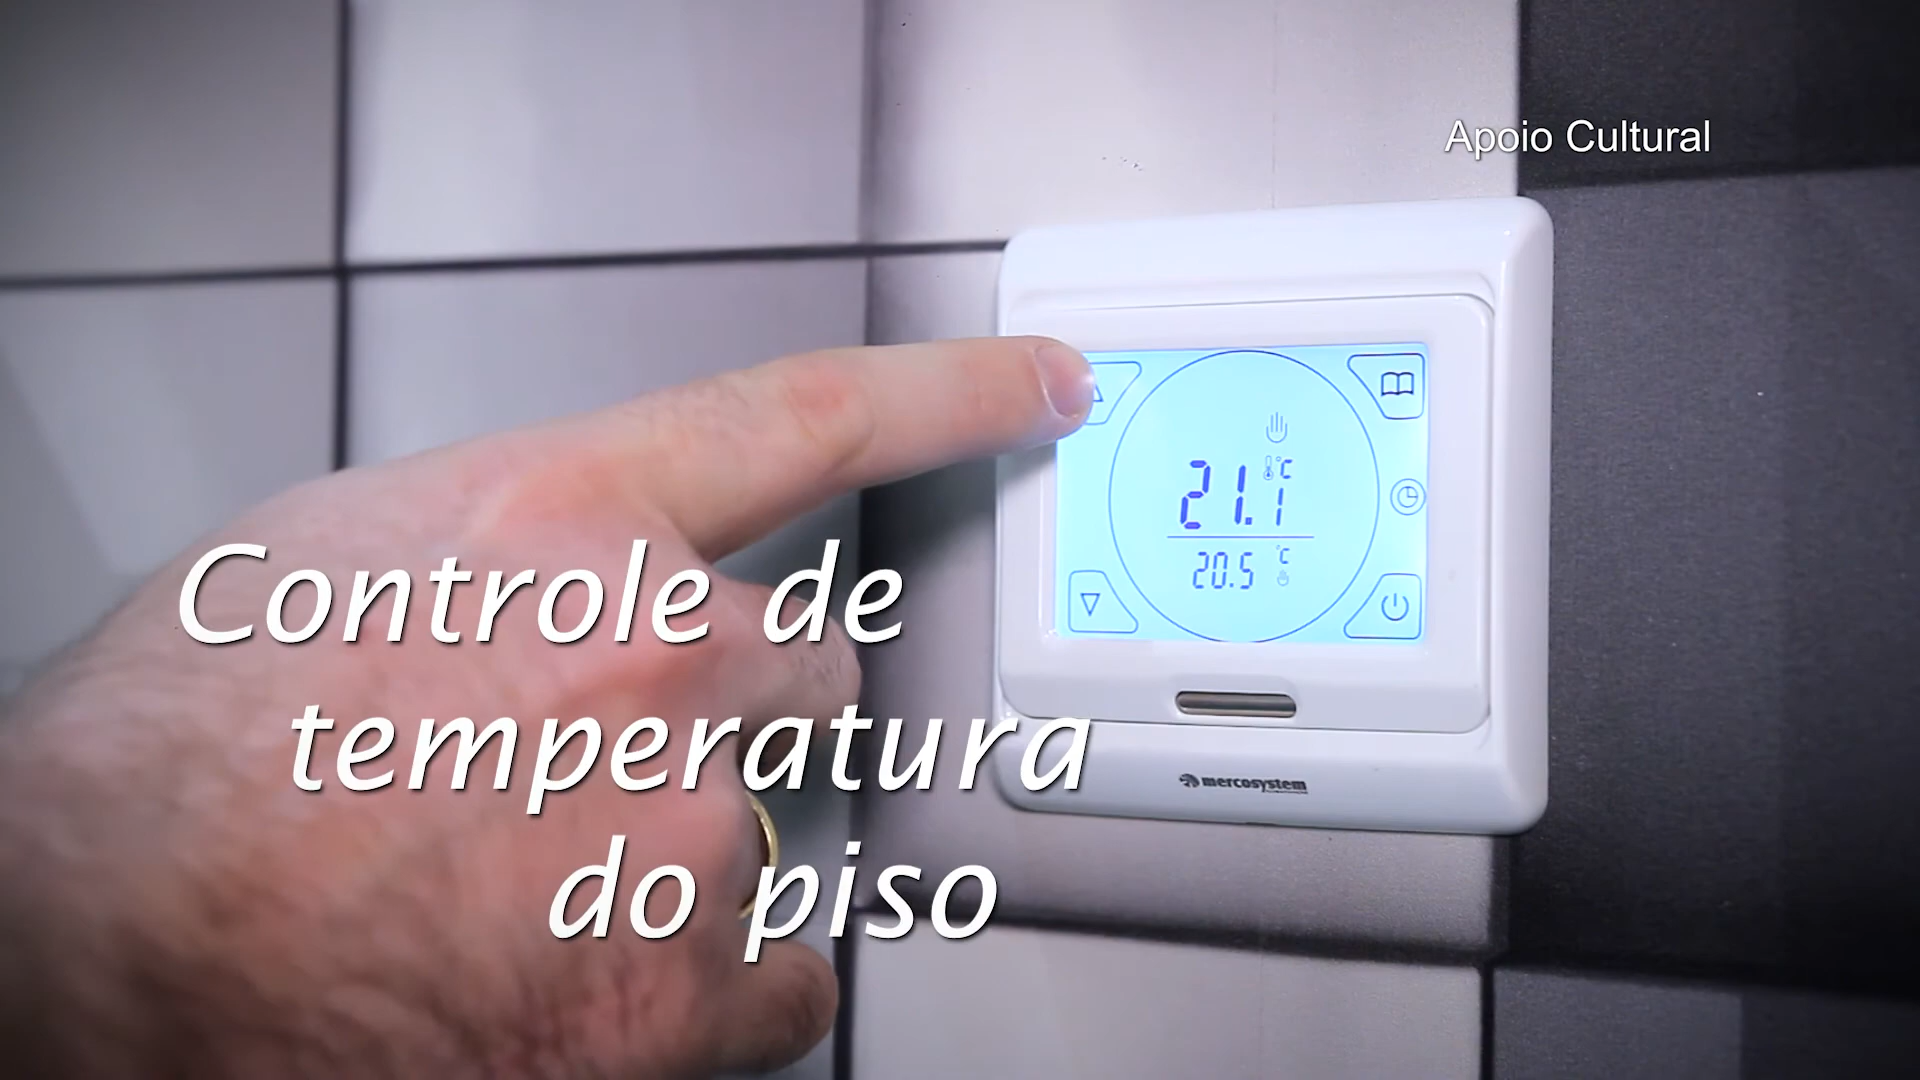 Apoio Cultural
21.1 °C
20.5 °C
mercosystem
Controle de
temperatura
do piso